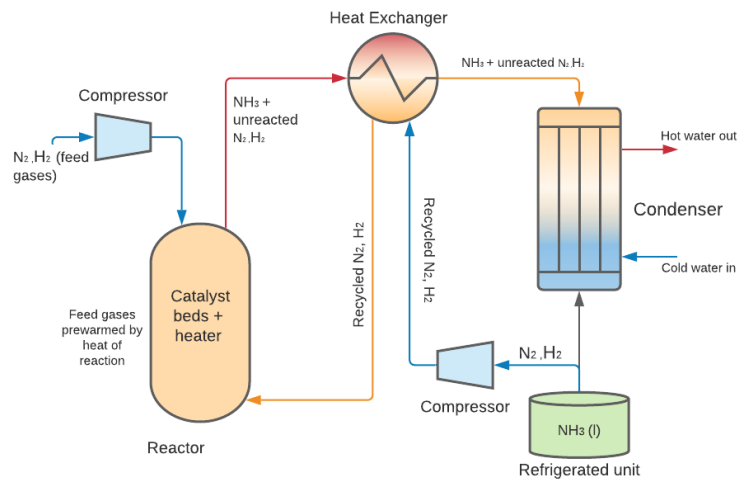 Heat Exchanger
NH₃ + unreacted N₂,H₂
Compressor
NH₃ +
unreacted
N₂,H₂
N₂,H₂ (feed
gases)
Hot water out
Condenser
Cold water in
Recycled N₂, H₂
Recycled N₂, H₂
Catalyst
beds +
heater
Feed gases
prewarmed by
heat of
reaction
N₂,H₂
Compressor
NH₃ (l)
Reactor
Refrigerated unit